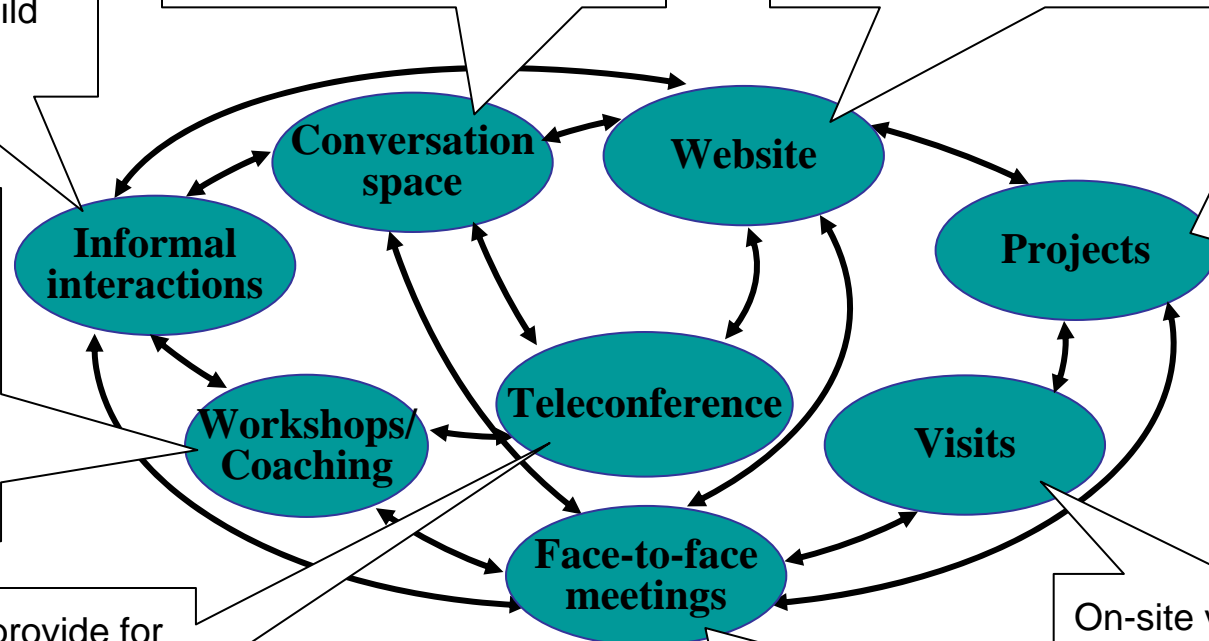 Conversation
space
Website
Informal
interactions
Projects
Workshops/
Coaching
Teleconference
Visits
Face-to-face
meetings
provide for
On-site